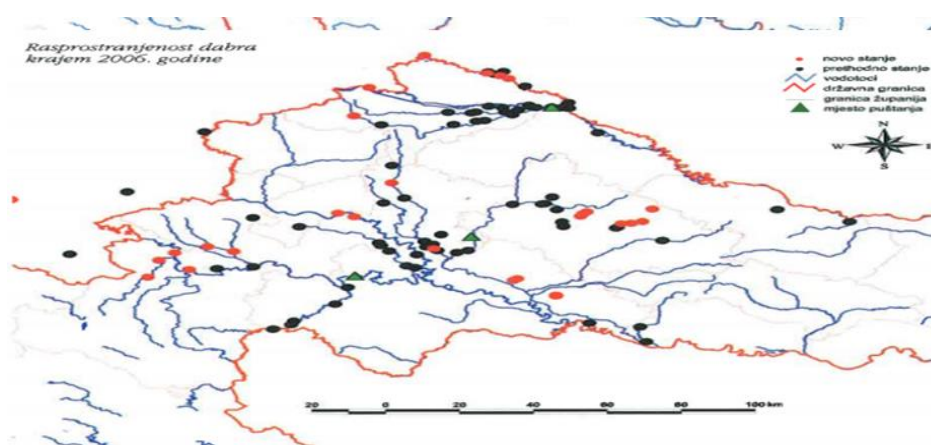 Rasprostranjenost dabra
krajem 2006. godine
novo stanje
prethodno stanje
vodotoci
državna granica
granica županija
mjesto puštanja
N
W E
S
20 0 20 40 60 80 100 km